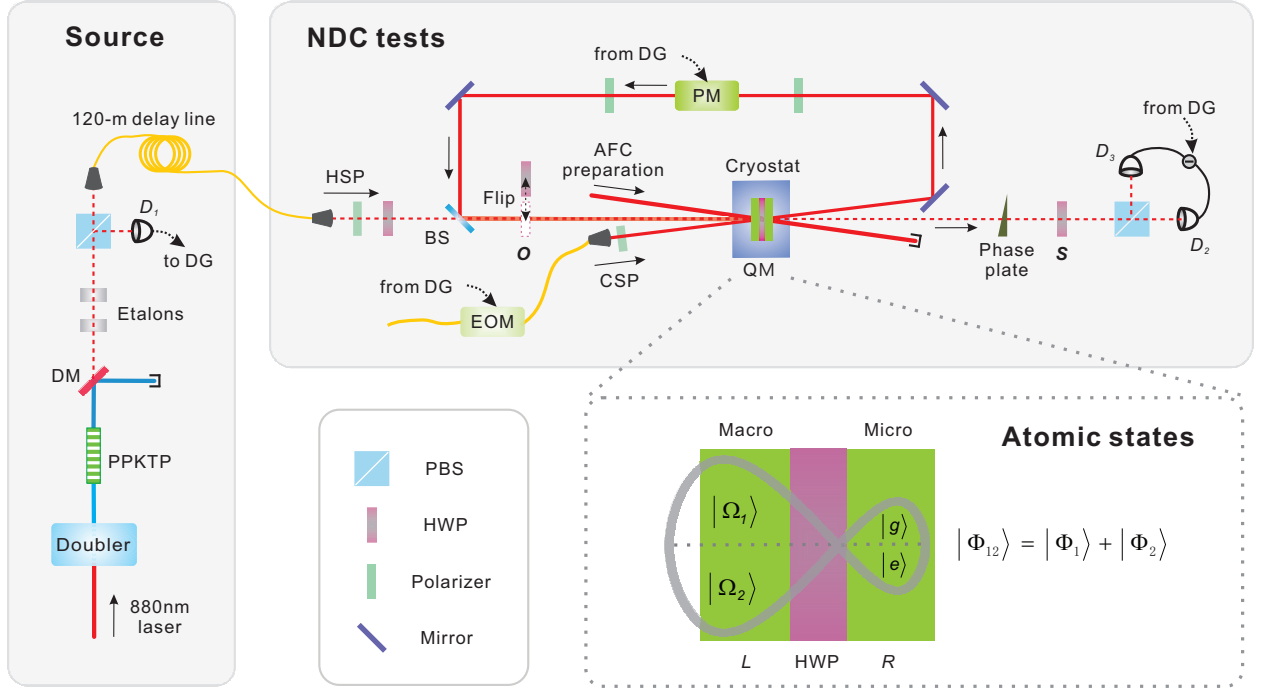 Source
120-m delay line
D1
to DG
Etalons
DM
PPKTP
Doubler
880nm
laser
NDC tests
from DG
PM
HSP
AFC
preparation
Cryostat
Flip
BS
O
CSP
QM
from DG
EOM
from DG
D3
D2
Phase
plate
S
PBS
HWP
Polarizer
Mirror
Atomic states
Macro
Micro
|Ω1⟩
|g⟩
|Φ12⟩ = |Φ1⟩ + |Φ2⟩
|e⟩
|Ω2⟩
L
HWP
R